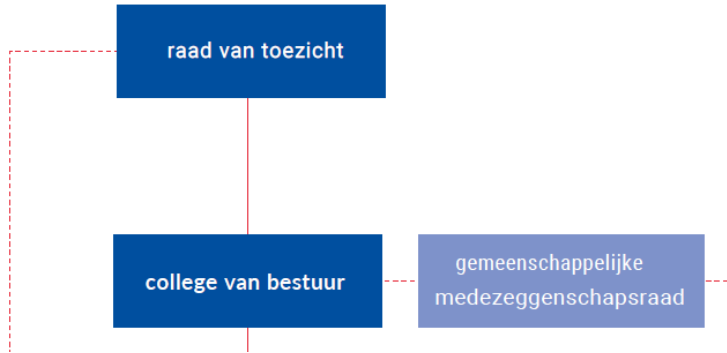 raad van toezicht
college van bestuur
gemeenschappelijke
medezeggenschapsraad